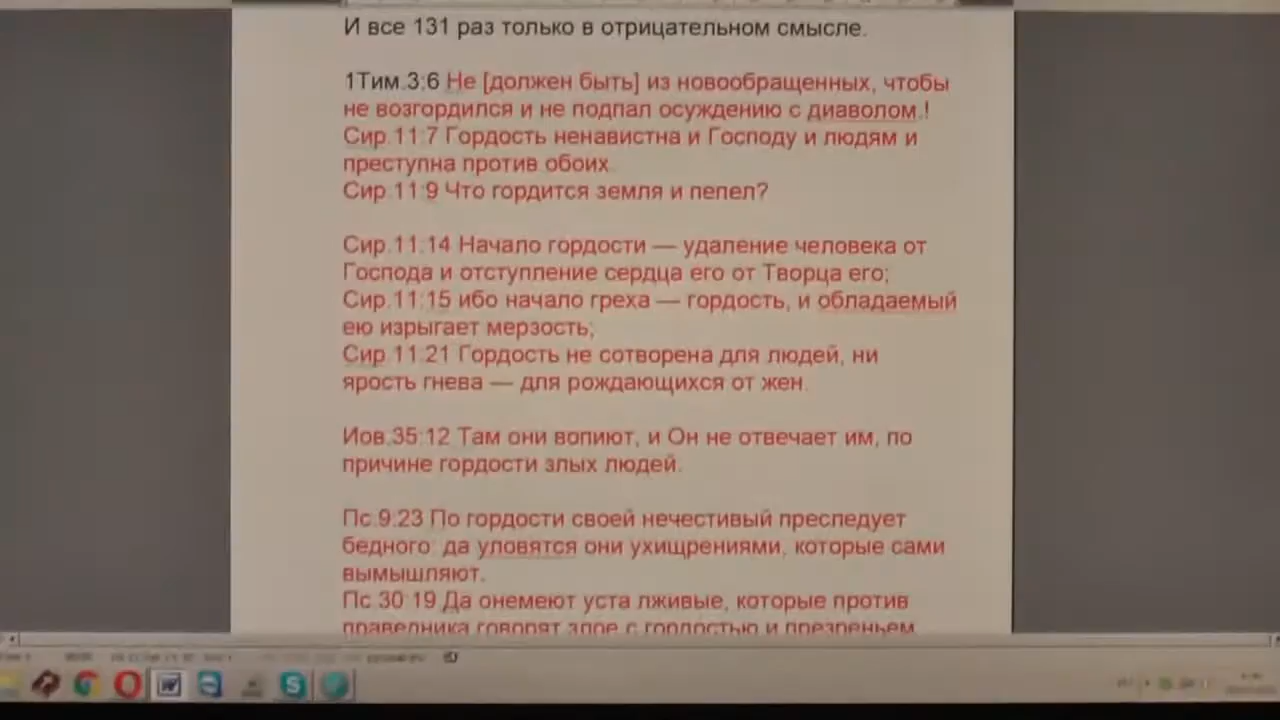 И все 131 раз только в отрицательном смысле.
1Тим.3:6 Не [должен быть] из новообращенных, чтобы
не возгордился и не подпал осуждению с диаволом.!
Сир.11:7 Гордость ненавистна и Господу и людям и
преступна против обоих.
Сир.11:9 Что гордится земля и пепел?
Сир.11:14 Начало гордости — удаление человека от
Господа и отступление сердца его от Творца его;
Сир.11:15 ибо начало греха — гордость, и обладаемый
ею изрыгает мерзость;
Сир.11:21 Гордость не сотворена для людей, ни
ярость гнева — для рождающихся от жен.
Иов.35:12 Там они вопиют, и Он не отвечает им, по
причине гордости злых людей.
Пс.9:23 По гордости своей нечестивый преследует
бедного: да уловятся они ухищрениями, которые сами
вымышляют.
Пс.30:19 Да онемеют уста лживые, которые против
праведника говорят злое с гордостью и презреньем